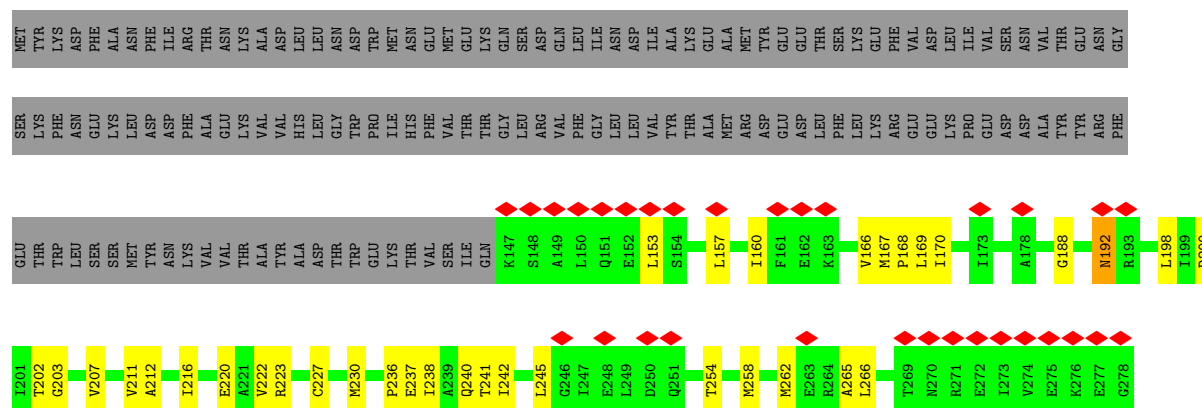 MET TYR LYS ASP PHE ALA ASN PHE ILE ARG THR ASN LYS ALA ASP LEU LEU ASN ASP TRP MET ASN GLU MET GLU LYS GLN SER ASP GLN LEU ILE ASN ASP ILE ALA LYS GLU ALA MET TYR GLU GLU THR SER LYS GLU PHE VAL ASP LEU ILE VAL SER ASN VAL THR GLU ASN GLY
SER LYS PHE ASN GLU LYS LEU ASP ASP PHE ALA GLU LYS VAL VAL HIS LEU GLY TRP PRO ILE HIS PHE VAL THR THR GLY LEU ARG VAL PHE GLY LEU LEU VAL TYR THR ALA MET ARG ASP GLU ASP LEU PHE LEU LYS ARG GLU GLU LYS PRO GLU ASP ASP ALA TYR TYR ARG PHE
GLU THR TRP LEU SER SER MET TYR ASN LYS VAL VAL THR ALA TYR ALA ASP THR TRP GLU LYS THR VAL SER ILE GLN K147 S148 A149 L150 Q151 E152 L153 S154 L157 I160 F161 E162 K163 V166 M167 P168 L169 I170 I173 A178 G188 N192 R193 L198 I199
I201 T202 G203 V207 V211 A212 I216 E220 A221 V222 R223 C227 M230 P236 E237 I238 A239 Q240 T241 I242 L245 G246 I247 E248 L249 D250 Q251 T254 M258 M262 E263 R264 A265 L266 T269 N270 R271 E272 I273 V274 E275 K276 E277 G278